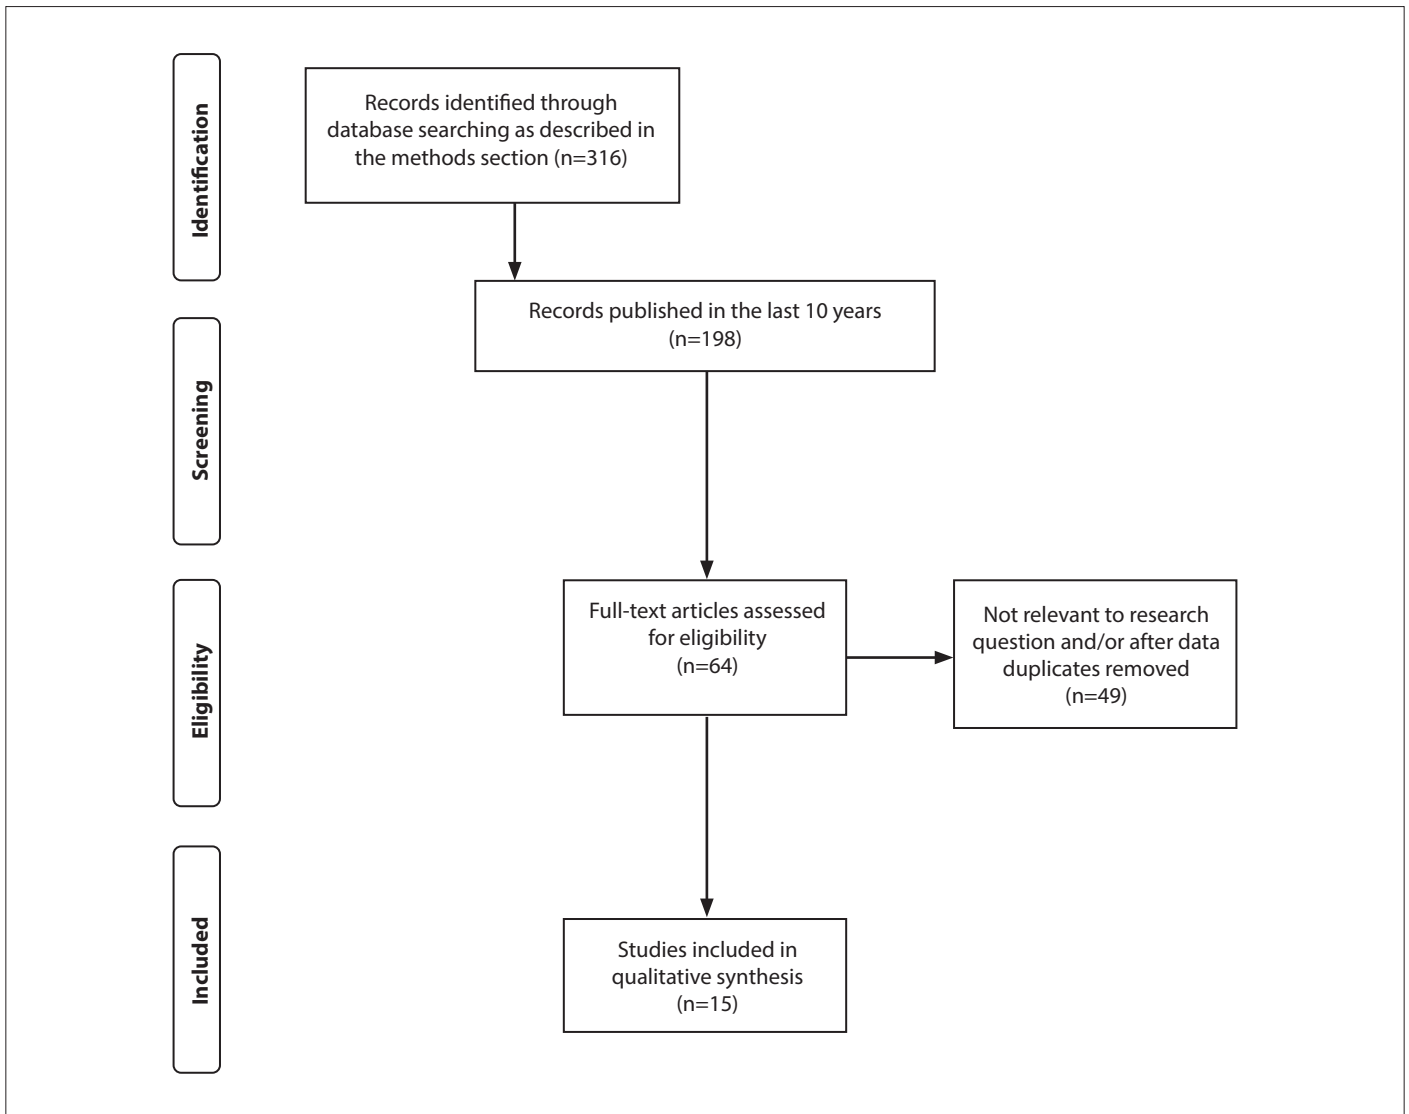 Identification
Records identified through
database searching as described in
the methods section (n=316)
Screening
Records published in the last 10 years
(n=198)
Eligibility
Full-text articles assessed
for eligibility
(n=64)
Not relevant to research
question and/or after data
duplicates removed
(n=49)
Included
Studies included in
qualitative synthesis
(n=15)